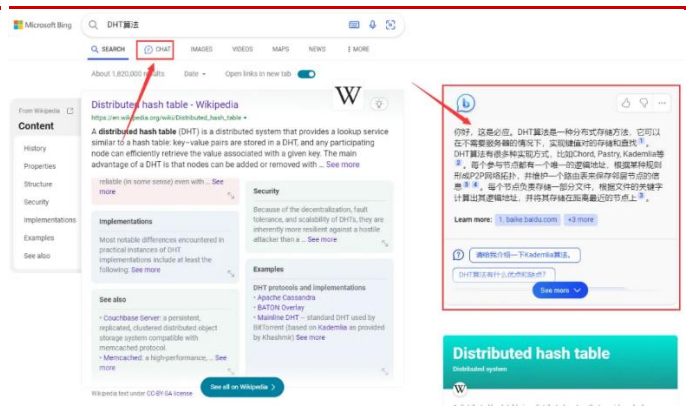 Microsoft Bing
DHT算法
SEARCH
CHAT
IMAGES
VIDEOS
MAPS
NEWS
MORE
About 1,820,000 results
Date
Open links in new tab
From Wikipedia
Content
History
Properties
Structure
Security
Implementations
Examples
See also
Distributed hash table - Wikipedia
https://en.wikipedia.org/wiki/Distributed_hash_table
W
A distributed hash table (DHT) is a distributed system that provides a lookup service
similar to a hash table: key–value pairs are stored in a DHT, and any participating
node can efficiently retrieve the value associated with a given key. The main
advantage of a DHT is that nodes can be added or removed with ... See more
reliable (in some sense) even with ... See
more
Implementations
Most notable differences encountered in
practical instances of DHT
implementations include at least the
following: See more
See also
• Couchbase Server: a persistent,
replicated, clustered distributed object
storage system compatible with
memcached protocol.
• Memcached: a high-performance, ... See
more
Security
Because of the decentralization, fault
tolerance, and scalability of DHTs, they are
inherently more resilient against a hostile
attacker than a ... See more
Examples
DHT protocols and implementations
• Apache Cassandra
• BATON Overlay
• Mainline DHT – standard DHT used by
BitTorrent (based on Kademlia as provided
by Khashmir) See more
Wikipedia text under CC-BY-SA license
See all on Wikipedia
b
你好，这是必应。DHT算法是一种分布式存储方法，它可以
在不需要服务器的情况下，实现键值对的存储和查找1。
DHT算法有很多种实现方式，比如Chord, Pastry, Kademlia等
2。每个参与节点都有一个唯一的逻辑地址，根据某种规则
形成P2P网络拓扑，并维护一个路由表来保存邻居节点的信
息3 4。每个节点负责存储一部分文件，根据文件的关键字
计算出其逻辑地址，并将其存储在距离最近的节点上3。
Learn more:
1. baike.baidu.com
+3 more
请给我介绍一下Kademlia算法。
DHT算法有什么优点和缺点?
See more
Distributed hash table
Distributed system
W